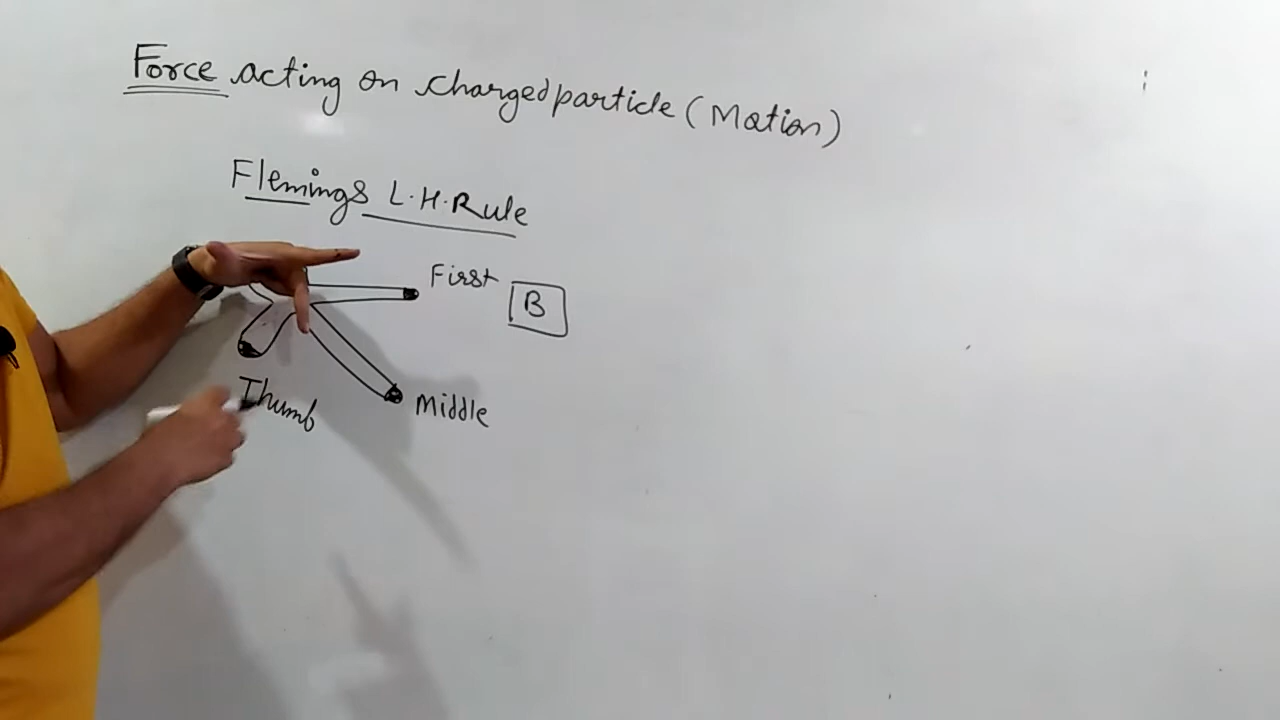 Force acting on charged particle (Motion)
Flemings L.H.Rule
First
B
Thumb
Middle